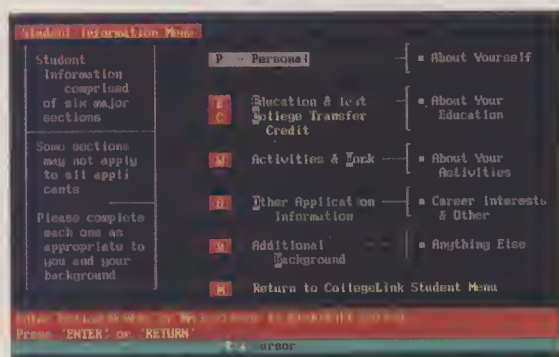 Student Information Menu
Student
Information
comprised
of six major
sections
Some sections
may not apply
to all appli
cants
Please complete
each one as
appropriate to
you and your
background
P - Personal
■ About Yourself
Education & Test
College Transfer
Credit
■ About Your
Education
Activities & Work
■ About Your
Activities
Other Application
Information
■ Career Interests
& Other
Additional
Background
■ Anything Else
M
Return to CollegeLink Student Menu
Press 'ENTER' or 'RETURN'